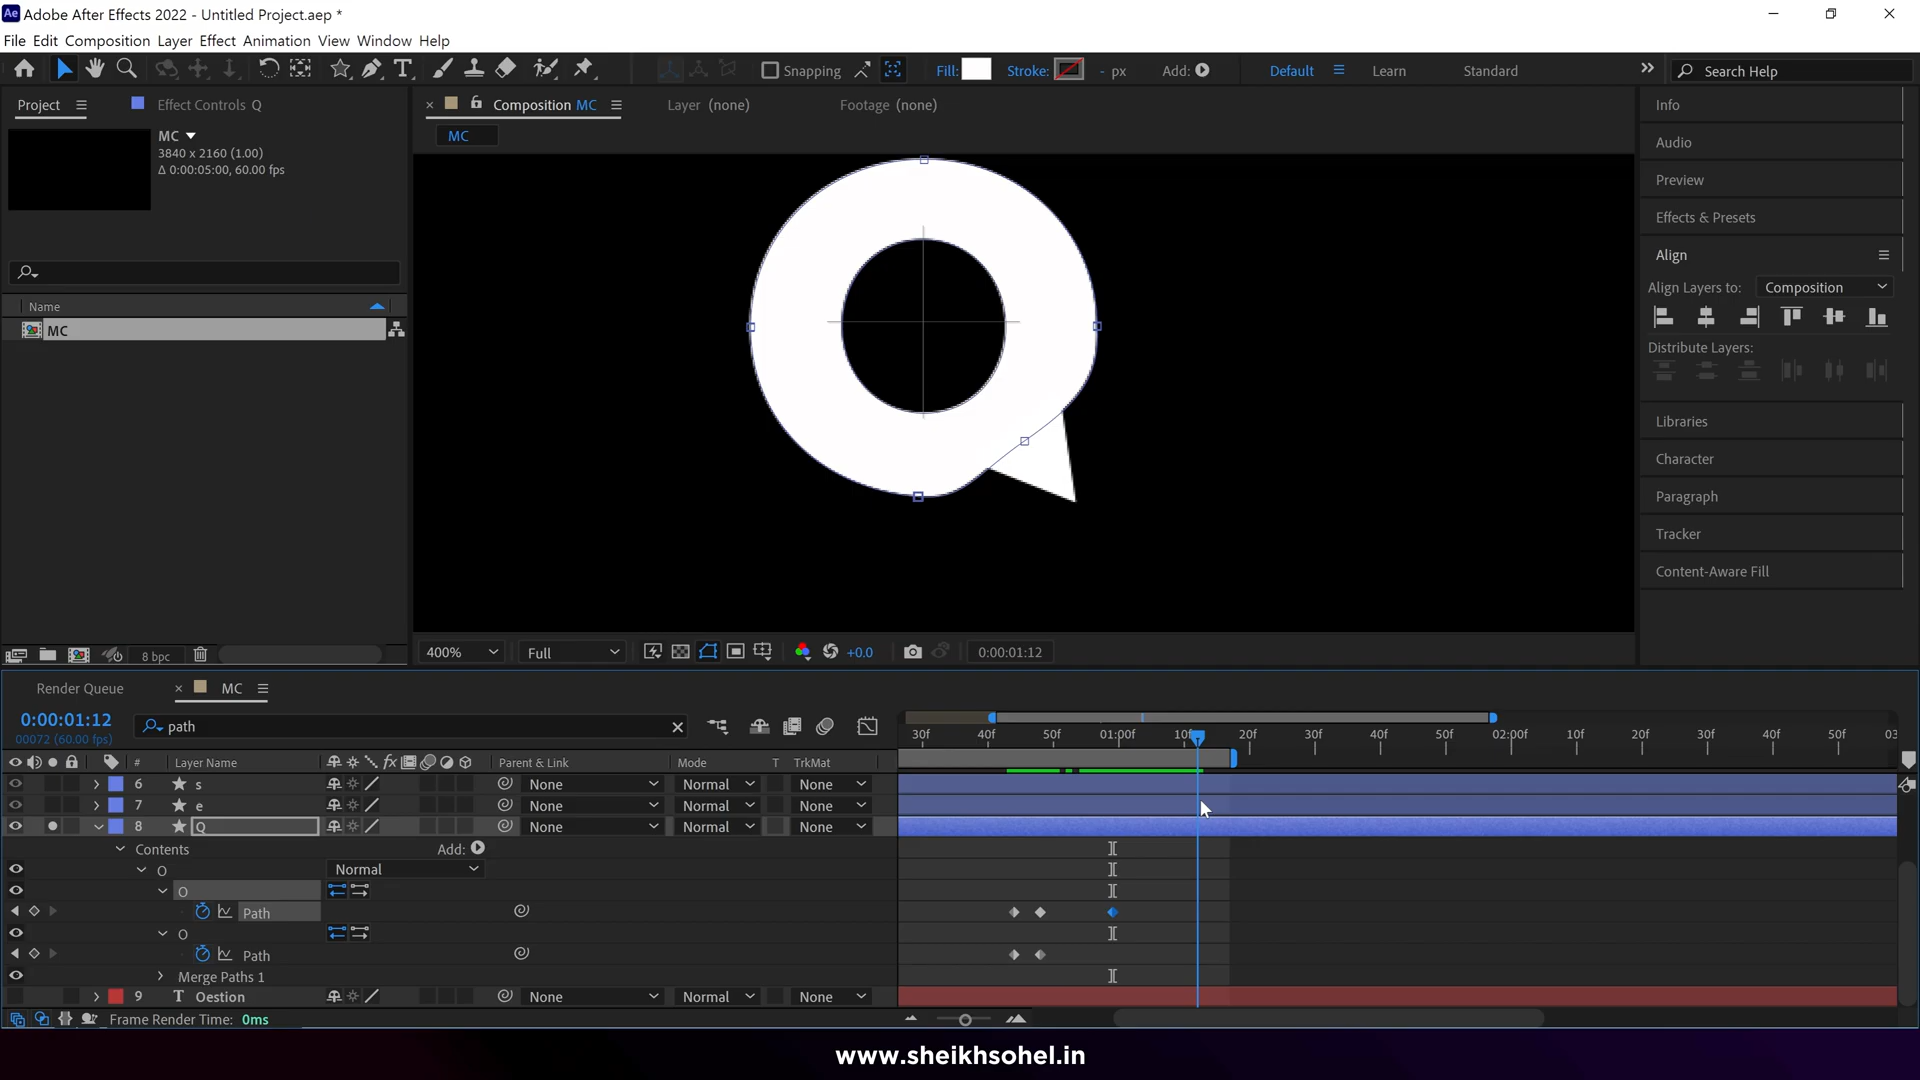 Adobe After Effects 2022 - Untitled Project.aep *
File Edit Composition Layer Effect Animation View Window Help
Snapping Fill: Stroke: - px Add: Default Learn Standard Search Help
Project Effect Controls Q Composition MC Layer (none) Footage (none) Info
MC
3840 x 2160 (1.00)
Δ 0:00:05:00, 60.00 fps
MC
Audio
Preview
Effects & Presets
Align
Align Layers to: Composition
Name
MC
Distribute Layers:
Libraries
Character
Paragraph
Tracker
Content-Aware Fill
8 bpc 400% Full +0.0 0:00:01:12
Render Queue MC
0:00:01:12
00072 (60.00 fps)
path
30f 40f 50f 01:00f 10f 20f 30f 40f 50f 02:00f 10f 20f 30f 40f 50f 03
# Layer Name fx Parent & Link Mode T TrkMat
6 s None Normal None
7 e None Normal None
8 Q None Normal None
Contents Add:
O Normal
O
Path
O
Path
Merge Paths 1
9 T Oestion None Normal None
Frame Render Time: 0ms
www.sheikhsohel.in